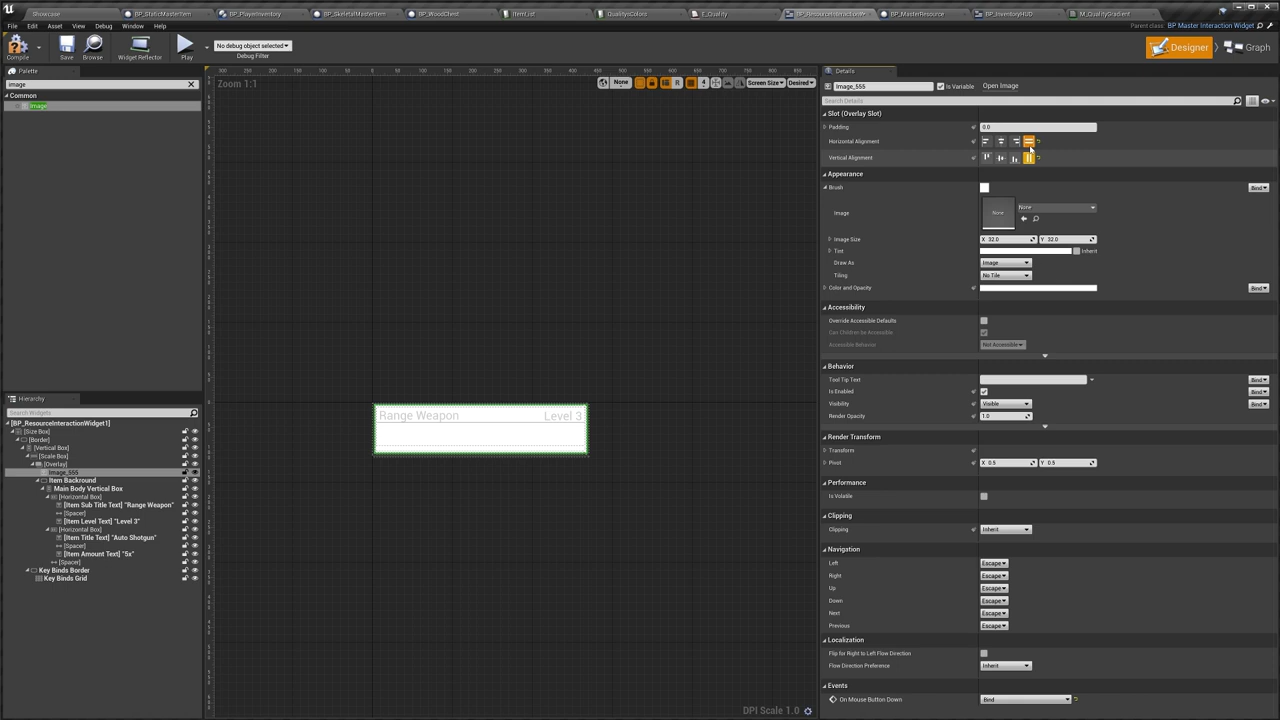 Showcase BP_StaticMasterItem BP_PlayerInventory BP_SkeletalMasterItem BP_WoodChest ItemList QualitysColors E_Quality BP_ResourceInteractionW BP_MasterResource BP_InventoryHUD M_QualityGradient
File Edit Asset View Debug Window Help
Parent class: BP Master Interaction Widget
Compile Save Browse Widget Reflector Play
No debug object selected
Debug Filter
Designer Graph
Palette
image
Common
Image
Zoom 1:1
None R 4 Screen Size Desired
DPI Scale 1.0
Range Weapon Level 3
Hierarchy
Search Widgets
[BP_ResourceInteractionWidget1]
[Size Box]
[Border]
[Vertical Box]
[Scale Box]
[Overlay]
Image_555
Item Backround
Main Body Vertical Box
[Horizontal Box]
[Item Sub Title Text] "Range Weapon"
[Spacer]
[Item Level Text] "Level 3"
[Horizontal Box]
[Item Title Text] "Auto Shotgun"
[Spacer]
[Item Amount Text] "5x"
[Spacer]
Key Binds Border
Key Binds Grid
Details
Image_555 Is Variable Open Image
Search Details
Slot (Overlay Slot)
Padding 0.0
Horizontal Alignment
Vertical Alignment
Appearance
Brush Bind
Image None None
Image Size X 32.0 Y 32.0
Tint Inherit
Draw As Image
Tiling No Tile
Color and Opacity Bind
Accessibility
Override Accessible Defaults
Can Children be Accessible
Accessible Behavior Not Accessible
Behavior
Tool Tip Text Bind
Is Enabled Bind
Visibility Visible Bind
Render Opacity 1.0
Render Transform
Transform
Pivot X 0.5 Y 0.5
Performance
Is Volatile
Clipping
Clipping Inherit
Navigation
Left Escape
Right Escape
Up Escape
Down Escape
Next Escape
Previous Escape
Localization
Flip for Right to Left Flow Direction
Flow Direction Preference Inherit
Events
On Mouse Button Down Bind